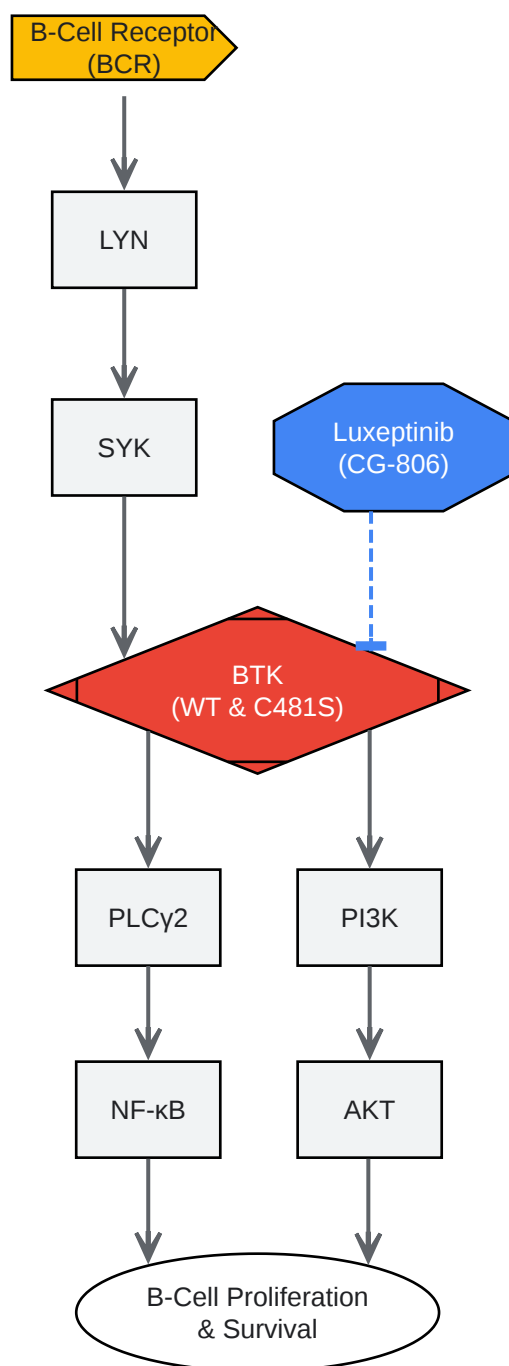 B-Cell Receptor
(BCR)
LYN
SYK
Luxeptinib
(CG-806)
BTK
(WT & C481S)
PLCγ2
PI3K
NF-κB
AKT
B-Cell Proliferation
& Survival